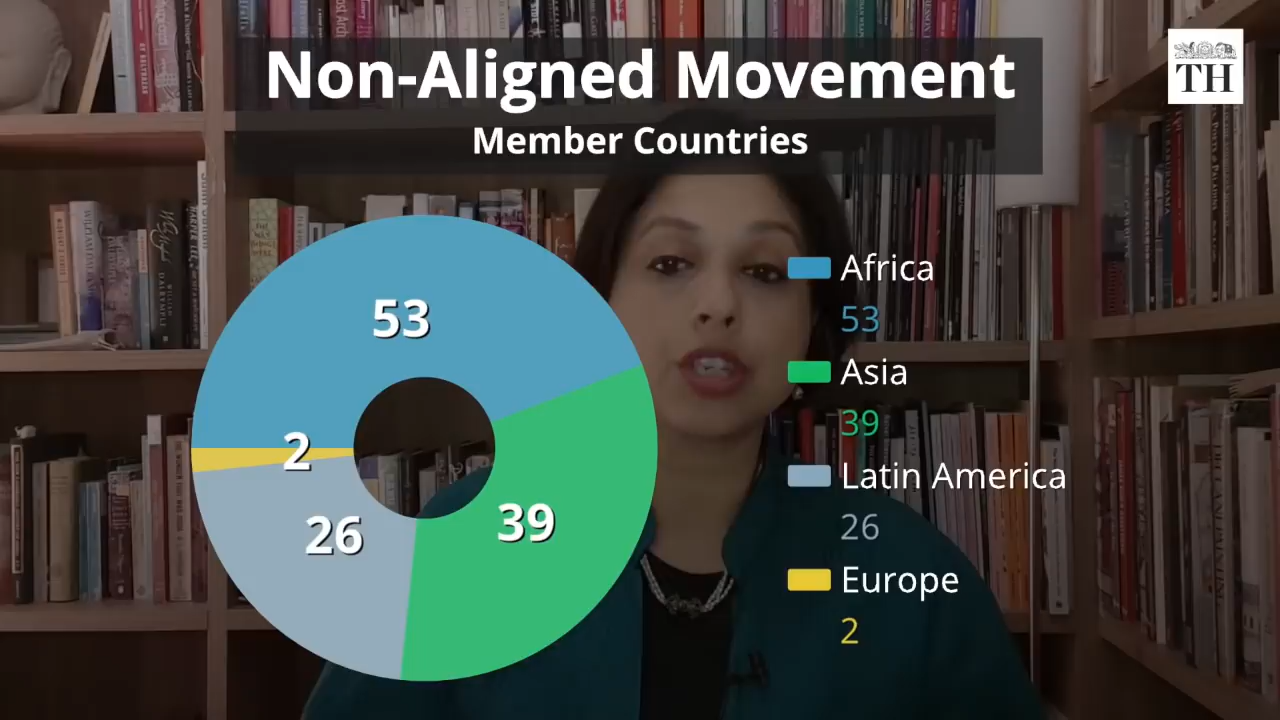 Non-Aligned Movement
Member Countries
TH
53
2
26
39
Africa
53
Asia
39
Latin America
26
Europe
2